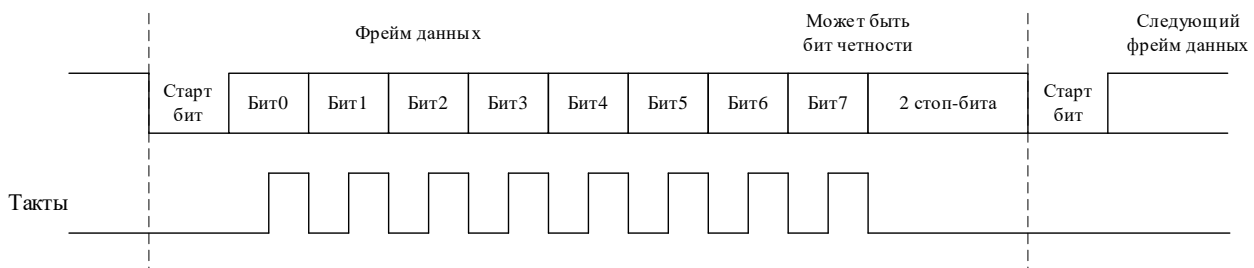 Фрейм данных
Может быть
бит четности
Следующий
фрейм данных
Старт
бит
Бит0
Бит1
Бит2
Бит3
Бит4
Бит5
Бит6
Бит7
2 стоп-бита
Старт
бит
Такты